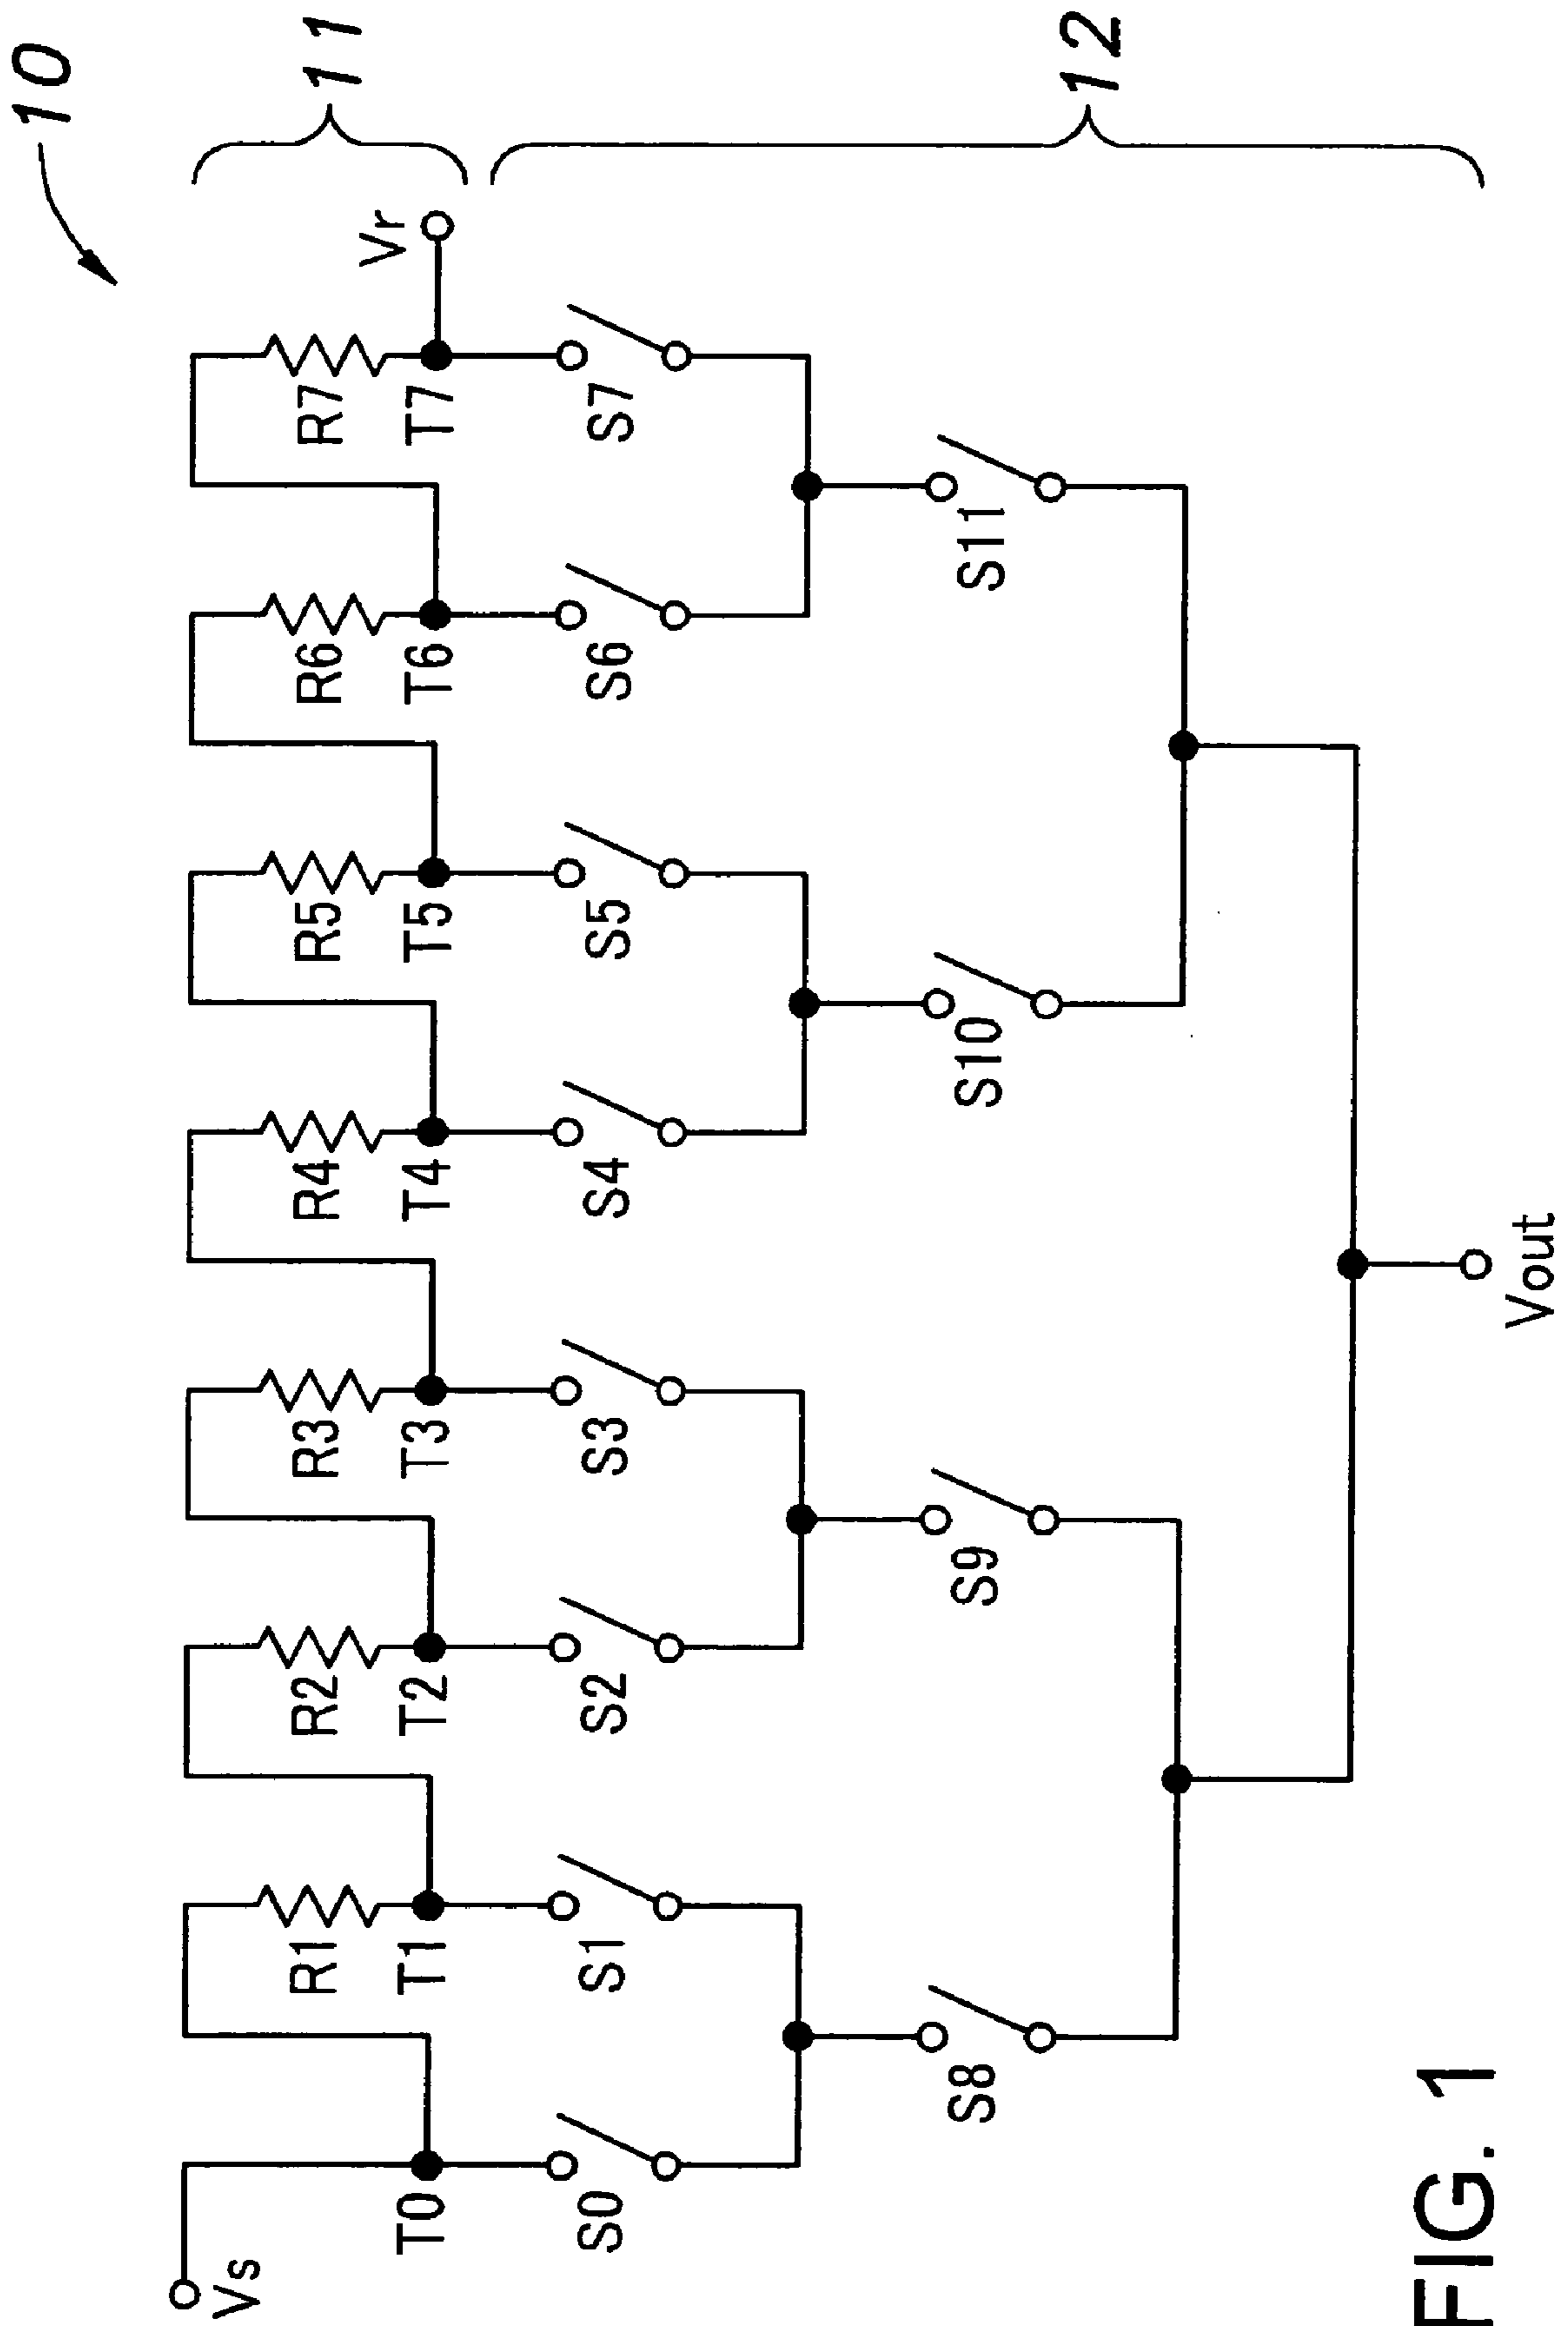 10
11
12
Vs
Vr
R1 R2 R3 R4 R5 R6 R7
T0 T1 T2 T3 T4 T5 T6 T7
S0 S1 S2 S3 S4 S5 S6 S7
S8 S9 S10 S11
Vout
FIG. 1